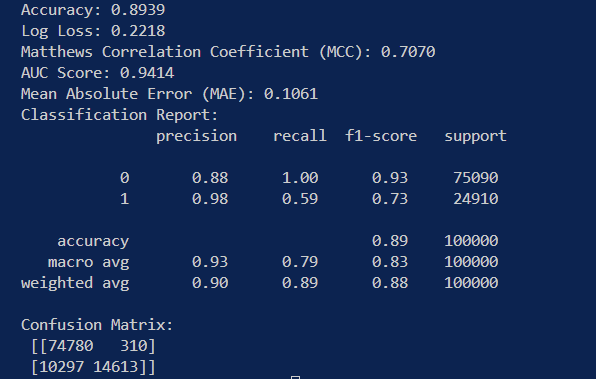 Accuracy: 0.8939
Log Loss: 0.2218
Matthews Correlation Coefficient (MCC): 0.7070
AUC Score: 0.9414
Mean Absolute Error (MAE): 0.1061
Classification Report:
precision recall f1-score support
0 0.88 1.00 0.93 75090
1 0.98 0.59 0.73 24910
accuracy 0.89 100000
macro avg 0.93 0.79 0.83 100000
weighted avg 0.90 0.89 0.88 100000
Confusion Matrix:
[[74780 310]
[10297 14613]]